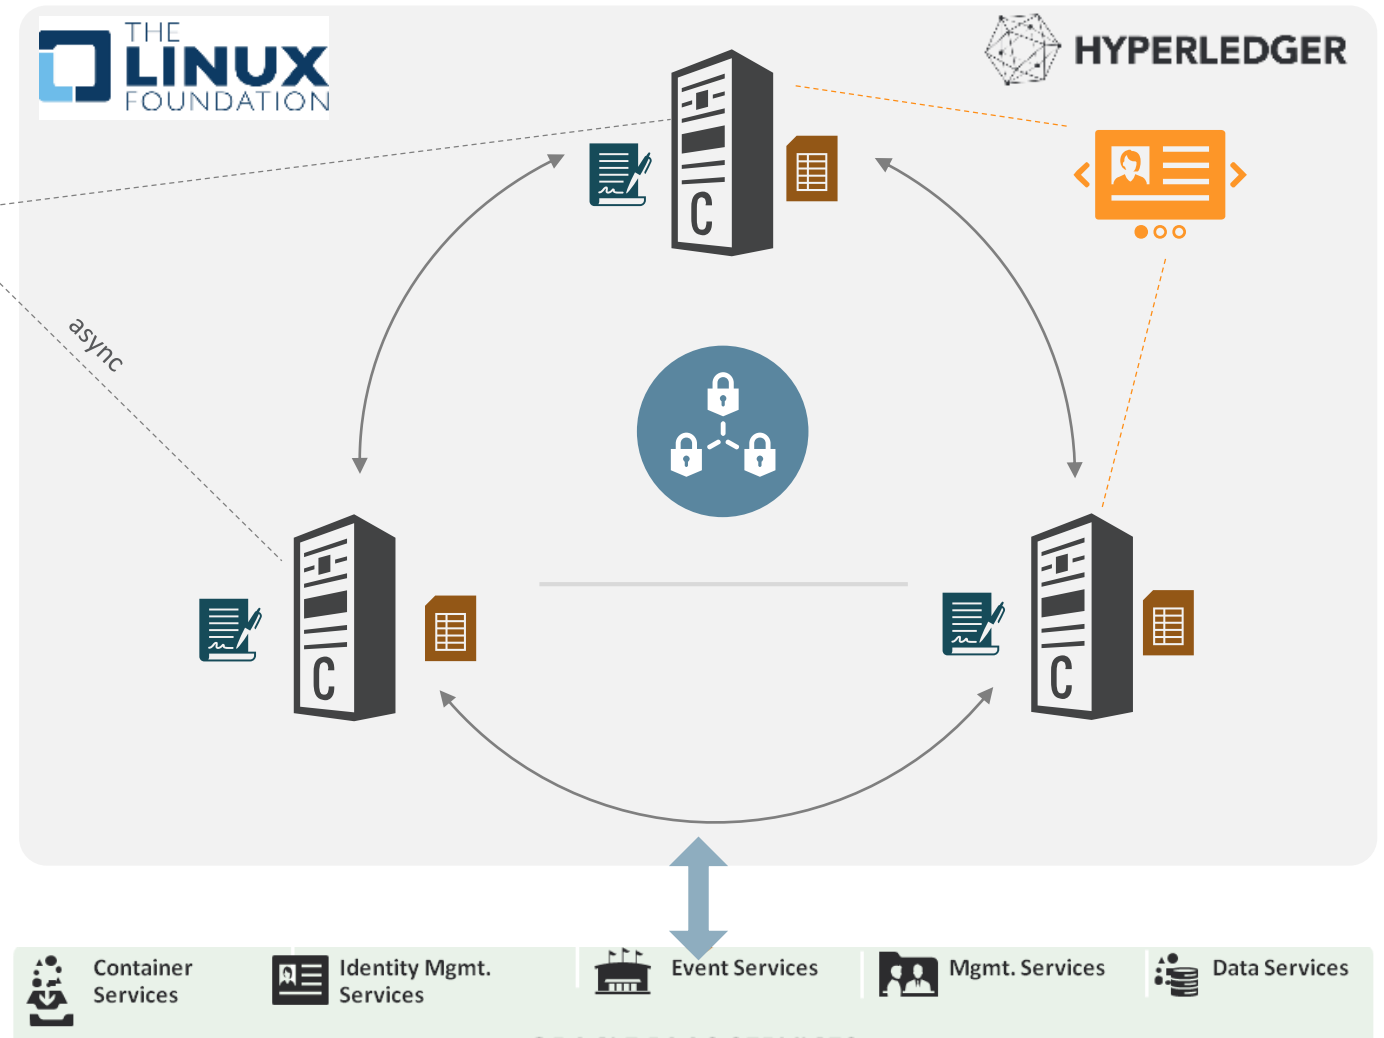 THE
LINUX
FOUNDATION
HYPERLEDGER
C
async
C
C
Container
Services
Identity Mgmt.
Services
Event Services
Mgmt. Services
Data Services